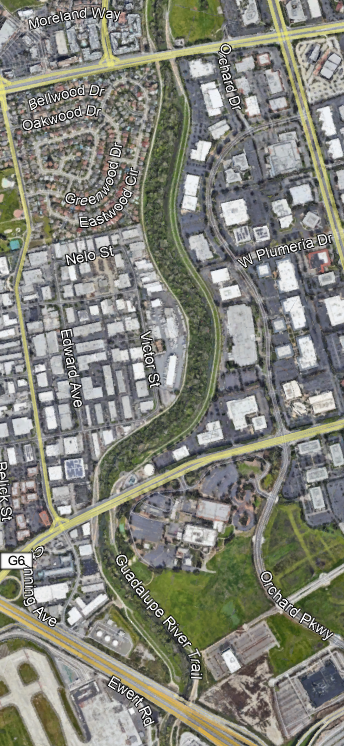 Moreland Way
Orchard Dr
Bellwood Dr
Oakwood Dr
Greenwood Dr
Eastwood Cir
W Plumeria Dr
Nelo St
Victor St
Edward Ave
G6
Guadalupe River Trail
Orchard Pkwy
Ewert Rd